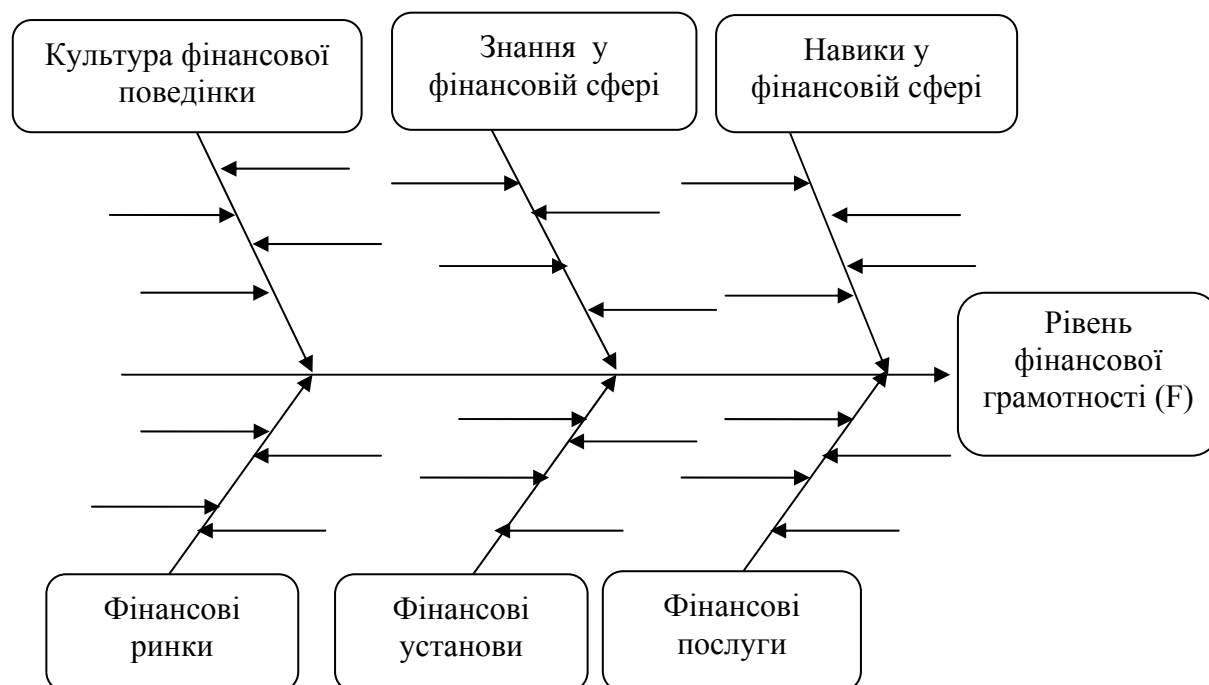 Культура фінансової
поведінки
Знання у
фінансовій сфері
Навики у
фінансовій сфері
Рівень
фінансової
грамотності (F)
Фінансові
ринки
Фінансові
установи
Фінансові
послуги